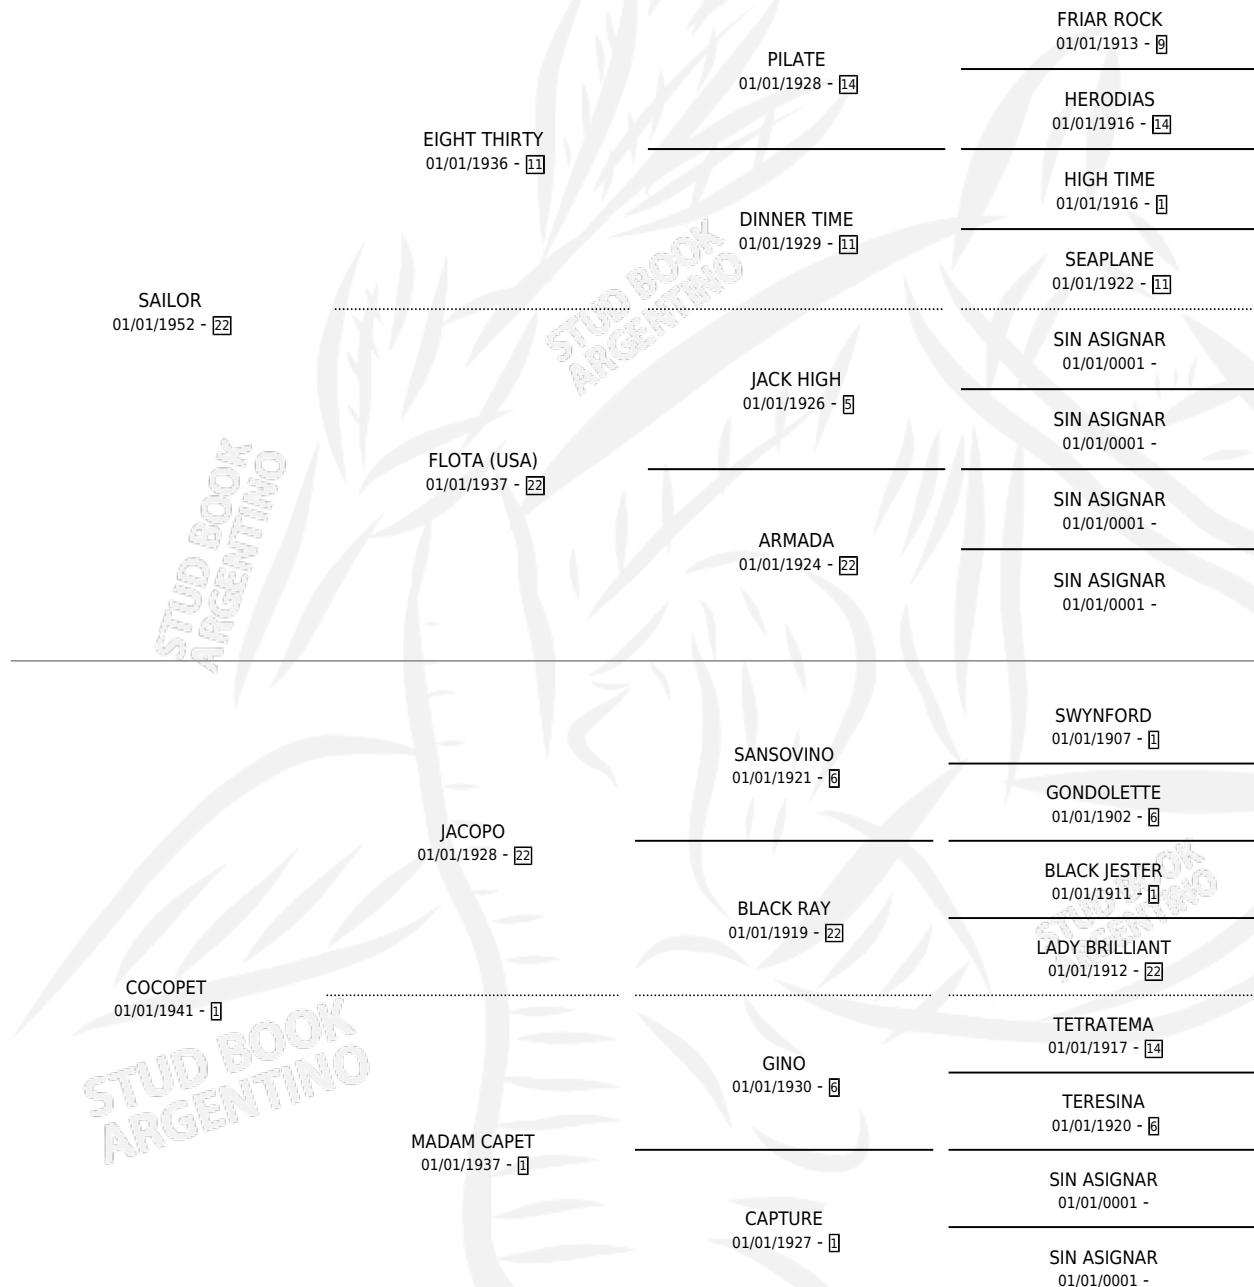 FRIAR ROCK
01/01/1913 - 9
PILATE
01/01/1928 - 14
HERODIAS
01/01/1916 - 14
EIGHT THIRTY
01/01/1936 - 11
HIGH TIME
01/01/1916 - 1
DINNER TIME
01/01/1929 - 11
SEAPLANE
01/01/1922 - 11
SAILOR
01/01/1952 - 22
SIN ASIGNAR
01/01/0001 -
JACK HIGH
01/01/1926 - 5
SIN ASIGNAR
01/01/0001 -
FLOTA (USA)
01/01/1937 - 22
SIN ASIGNAR
01/01/0001 -
ARMADA
01/01/1924 - 22
SIN ASIGNAR
01/01/0001 -
STUD BOOK
ARGENTINO
STUD BOOK
ARGENTINO
SWYNFORD
01/01/1907 - 1
SANSOVINO
01/01/1921 - 6
GONDOLETTE
01/01/1902 - 6
JACOPO
01/01/1928 - 22
BLACK JESTER
01/01/1911 - 1
BLACK RAY
01/01/1919 - 22
LADY BRILLIANT
01/01/1912 - 22
COCOPET
01/01/1941 - 1
TETRATEMA
01/01/1917 - 14
GINO
01/01/1930 - 6
TERESINA
01/01/1920 - 6
MADAM CAPET
01/01/1937 - 1
SIN ASIGNAR
01/01/0001 -
CAPTURE
01/01/1927 - 1
SIN ASIGNAR
01/01/0001 -
STUD BOOK
ARGENTINO
STUD BOOK
ARGENTINO